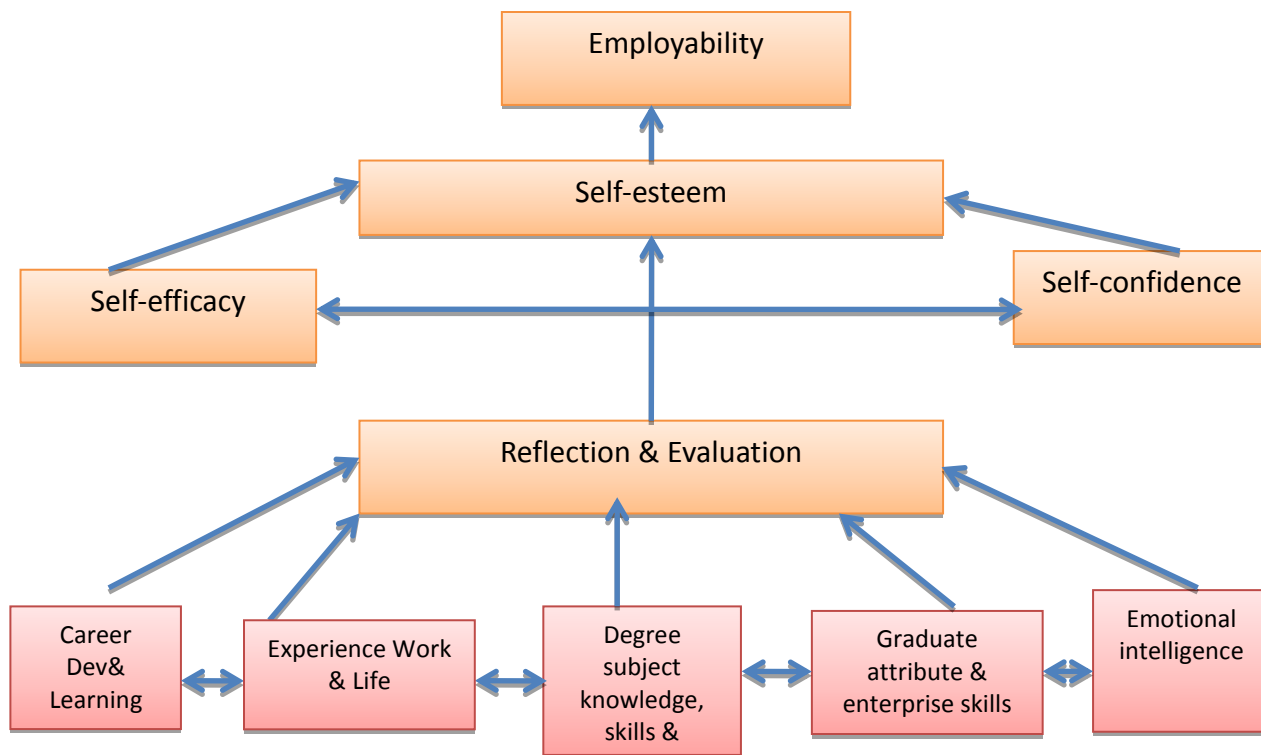 Employability
Self-esteem
Self-efficacy
Self-confidence
Reflection & Evaluation
Career
Dev&
Learning
Experience Work
& Life
Degree
subject
knowledge,
skills &
Graduate
attribute &
enterprise skills
Emotional
intelligence